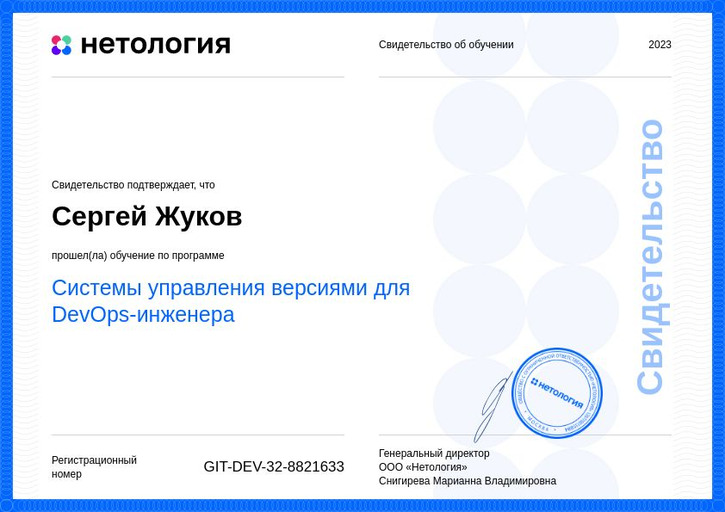 нетология
Свидетельство об обучении
2023
Свидетельство подтверждает, что
Сергей Жуков
прошел(ла) обучение по программе
Системы управления версиями для
DevOps-инженера
Свидетельство
нетология
Регистрационный
номер
GIT-DEV-32-8821633
Генеральный директор
ООО «Нетология»
Снигирева Марианна Владимировна